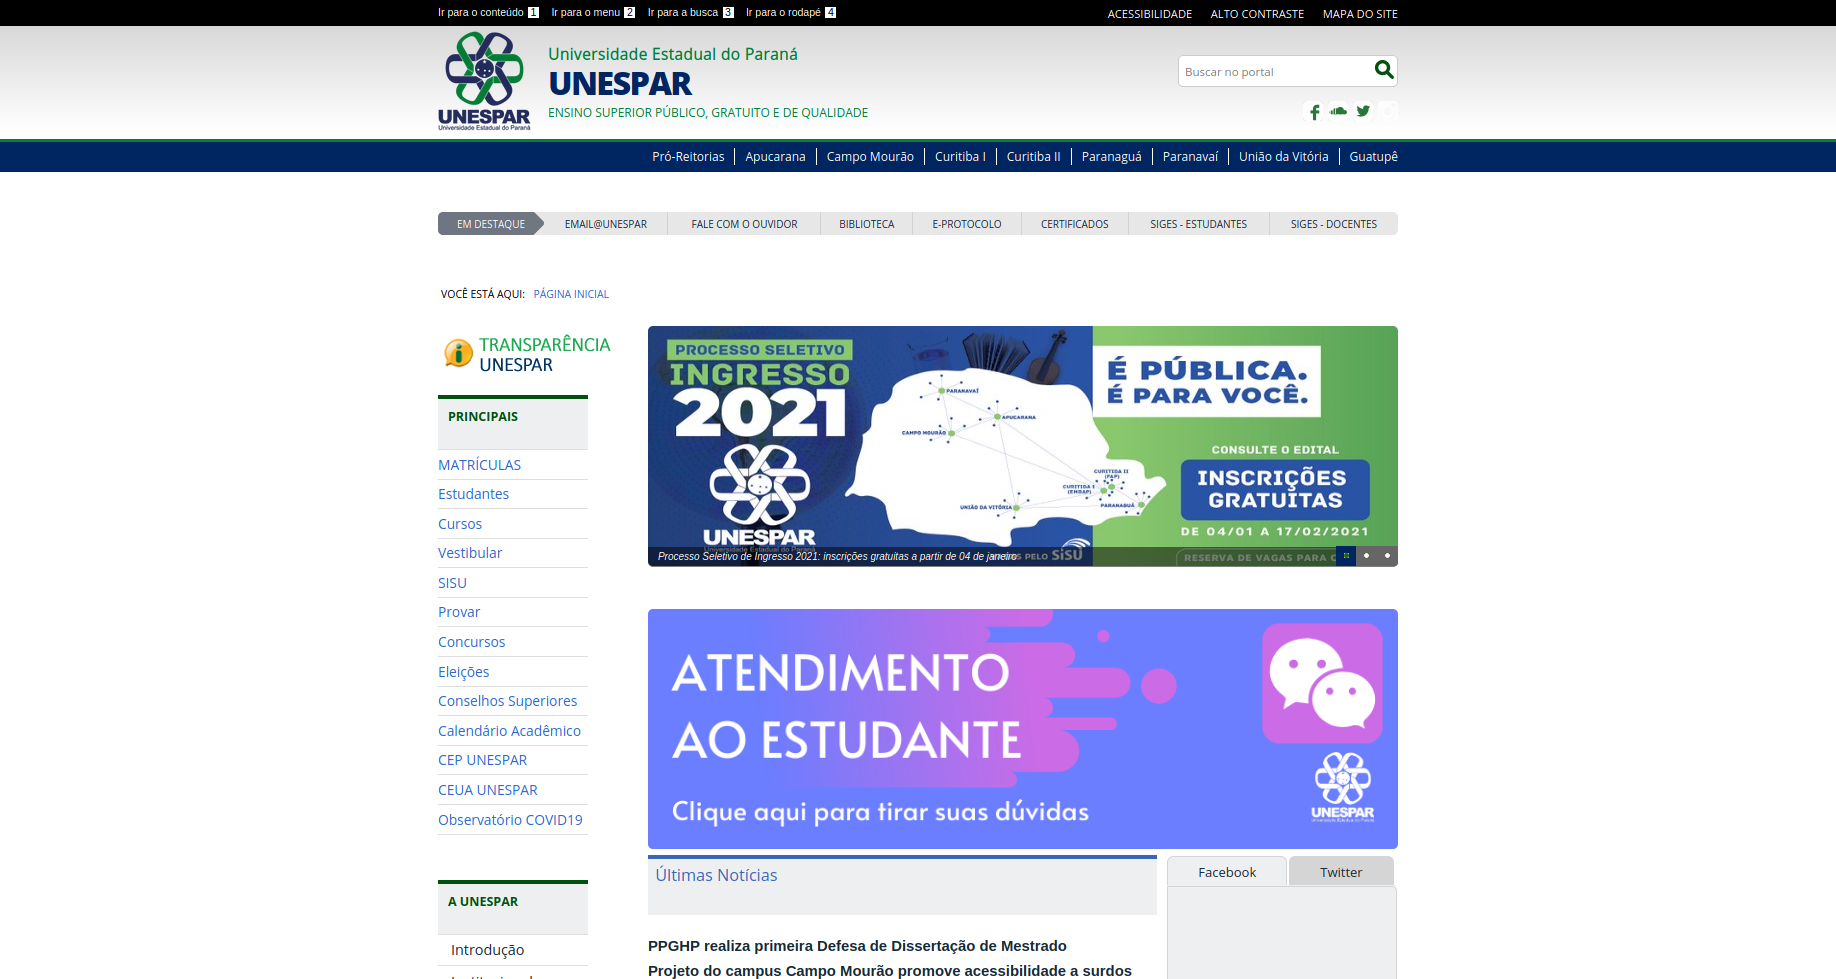 Ir para o conteúdo 1 Ir para o menu 2 Ir para a busca 3 Ir para o rodapé 4
ACESSIBILIDADE ALTO CONTRASTE MAPA DO SITE
UNESPAR
Universidade Estadual do Paraná
Universidade Estadual do Paraná
UNESPAR
ENSINO SUPERIOR PÚBLICO, GRATUITO E DE QUALIDADE
Buscar no portal
Pró-Reitorias Apucarana Campo Mourão Curitiba I Curitiba II Paranaguá Paranavaí União da Vitória Guatupê
EM DESTAQUE EMAIL@UNESPAR FALE COM O OUVIDOR BIBLIOTECA E-PROTOCOLO CERTIFICADOS SIGES - ESTUDANTES SIGES - DOCENTES
VOCÊ ESTÁ AQUI: PÁGINA INICIAL
TRANSPARÊNCIA
UNESPAR
PRINCIPAIS
MATRÍCULAS
Estudantes
Cursos
Vestibular
SISU
Provar
Concursos
Eleições
Conselhos Superiores
Calendário Acadêmico
CEP UNESPAR
CEUA UNESPAR
Observatório COVID19
A UNESPAR
Introdução
PROCESSO SELETIVO
INGRESSO
2021
UNESPAR
Universidade Estadual do Paraná
PARANAVAÍ
APUCARANA
CAMPO MOURÃO
CURITIBA II
(FAP)
CURITIBA I
(EMBAP)
PARANAGUÁ
UNIÃO DA VITÓRIA
É PÚBLICA.
É PARA VOCÊ.
CONSULTE O EDITAL
INSCRIÇÕES
GRATUITAS
DE 04/01 A 17/02/2021
PELO SiSU
RESERVA DE VAGAS PARA
Processo Seletivo de Ingresso 2021: inscrições gratuitas a partir de 04 de janeiro
ATENDIMENTO
AO ESTUDANTE
Clique aqui para tirar suas dúvidas
UNESPAR
Últimas Notícias
Facebook Twitter
PPGHP realiza primeira Defesa de Dissertação de Mestrado
Projeto do campus Campo Mourão promove acessibilidade a surdos